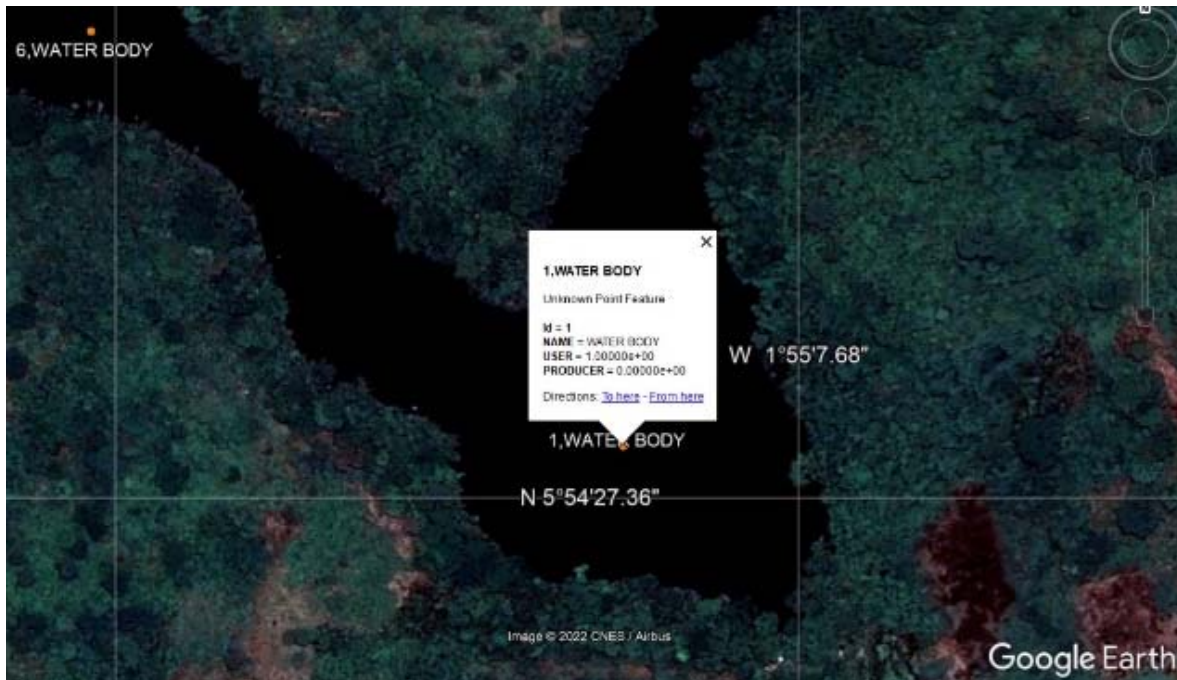 N
6,WATER BODY
1,WATER BODY
Unknown Point Feature
Id = 1
NAME = WATER BODY
USER = 1.00000e+00
PRODUCER = 0.00000e+00
Directions: To here - From here
W 1°55'7.68"
1,WATER BODY
N 5°54'27.36"
Image © 2022 CNES / Airbus
Google Earth